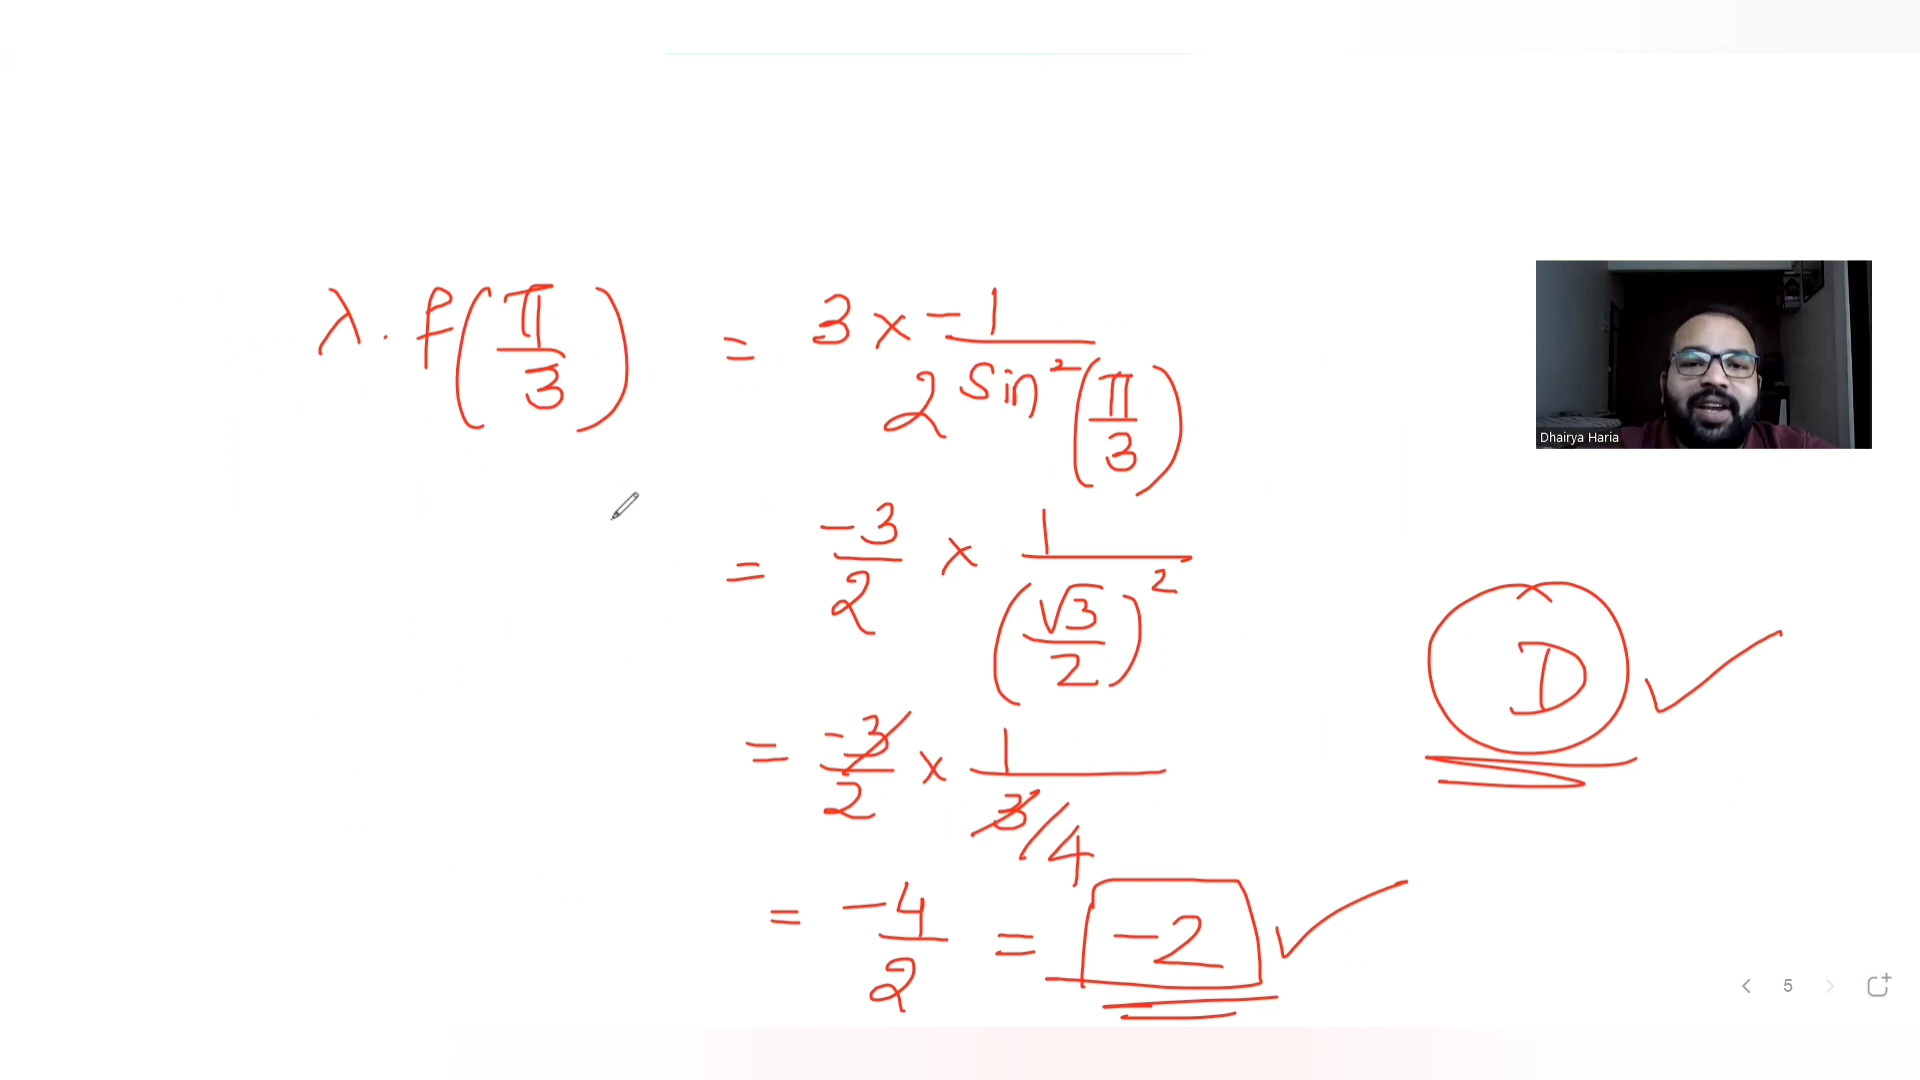 λ . f(π/3) = 3 × -1/(2 sin²(π/3))
= -3/2 × 1/(√3/2)²
= -3/2 × 1/(3/4)
= -4/2 = -2
D
Dhairya Haria
5